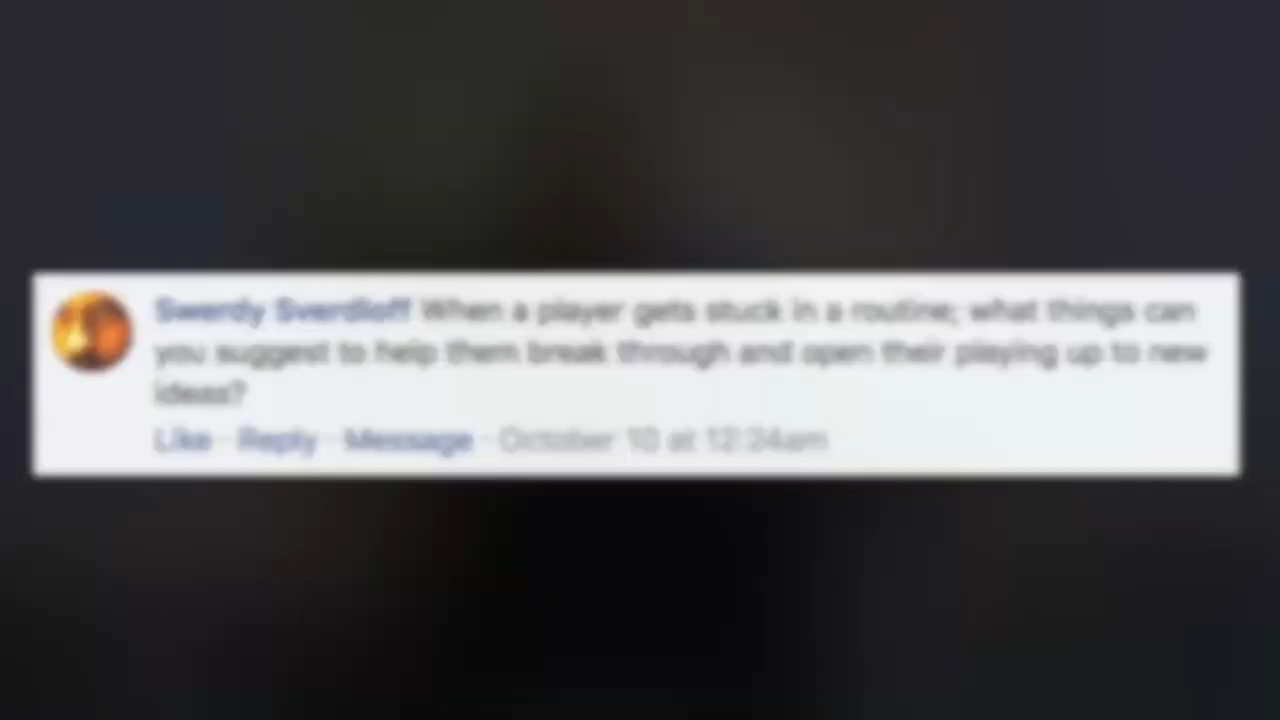 Swerdy Sverdloff When a player gets stuck in a routine; what things can
you suggest to help them break through and open their playing up to new
ideas?
Like · Reply · Message · October 10 at 12:24am